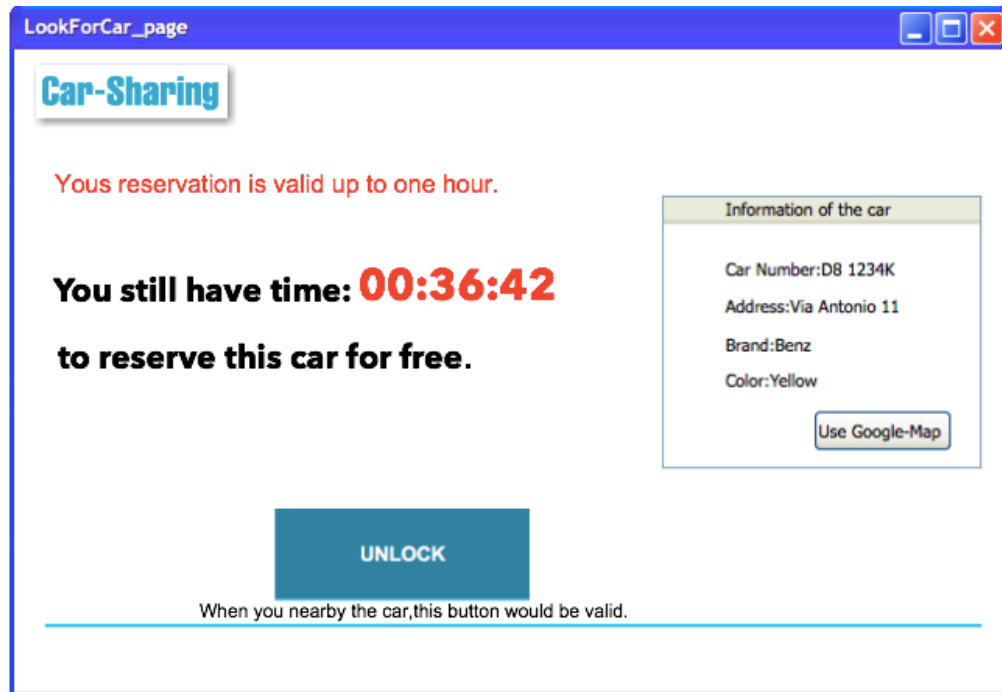 LookForCar_page
Car-Sharing
Yous reservation is valid up to one hour.
You still have time: 00:36:42
to reserve this car for free.
Information of the car
Car Number:D8 1234K
Address:Via Antonio 11
Brand:Benz
Color:Yellow
Use Google-Map
UNLOCK
When you nearby the car,this button would be valid.